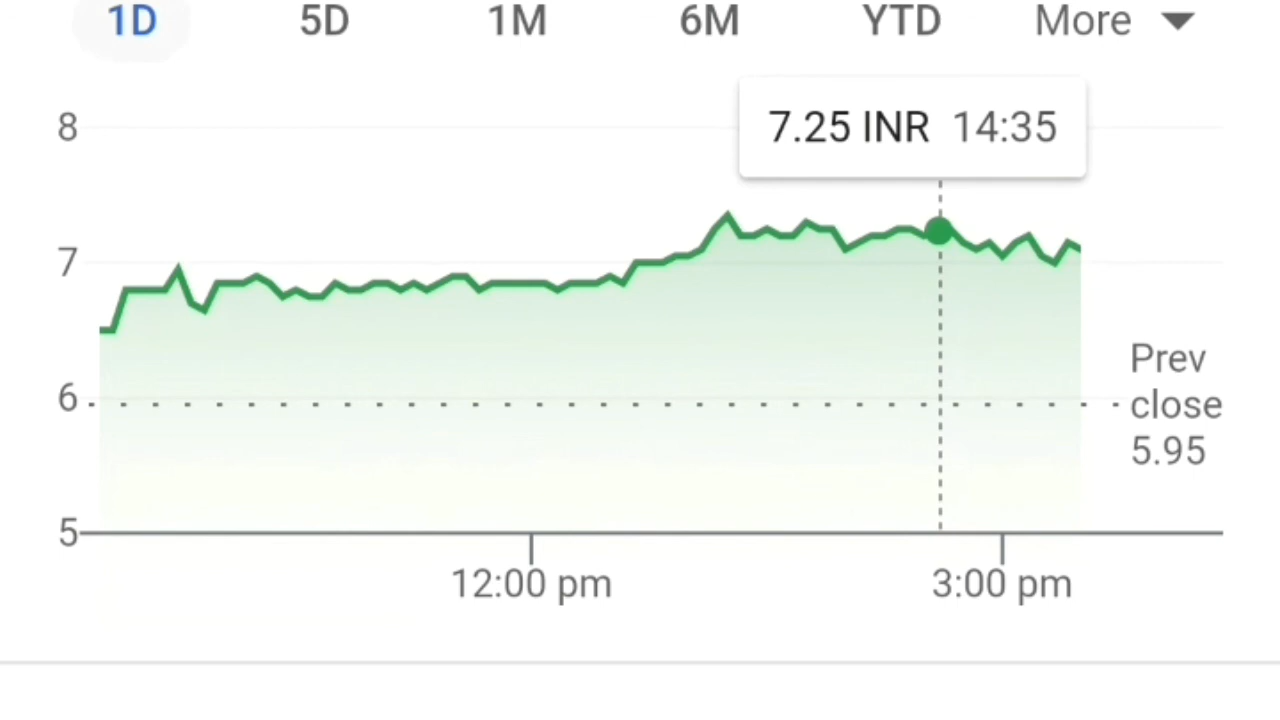 1D 5D 1M 6M YTD More
7.25 INR 14:35
8
7
6
5
Prev
close
5.95
12:00 pm 3:00 pm